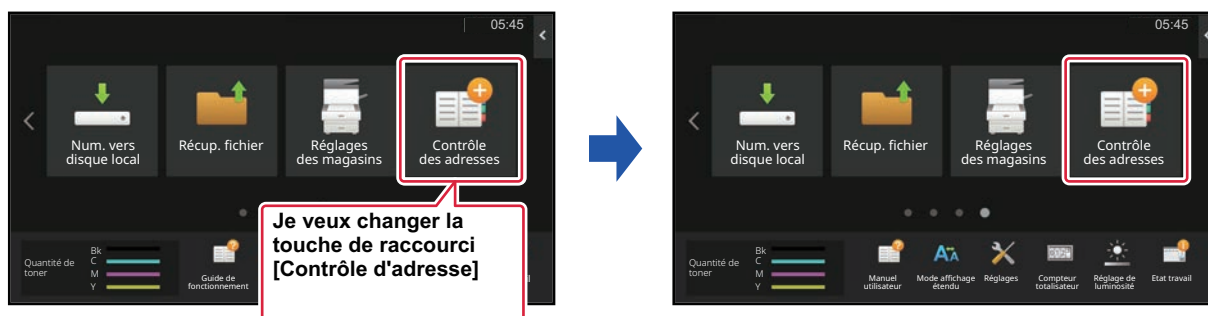 05:45
Num. vers
disque local
Récup. fichier
Réglages
des magasins
Contrôle
des adresses
Je veux changer la
touche de raccourci
[Contrôle d'adresse]
Quantité de
toner
Bk
C
M
Y
Guide de
fonctionnement
05:45
Num. vers
disque local
Récup. fichier
Réglages
des magasins
Contrôle
des adresses
Quantité de
toner
Bk
C
M
Y
Manuel
utilisateur
Mode affichage
étendu
Réglages
Compteur
totalisateur
Réglage de
luminosité
Etat travail